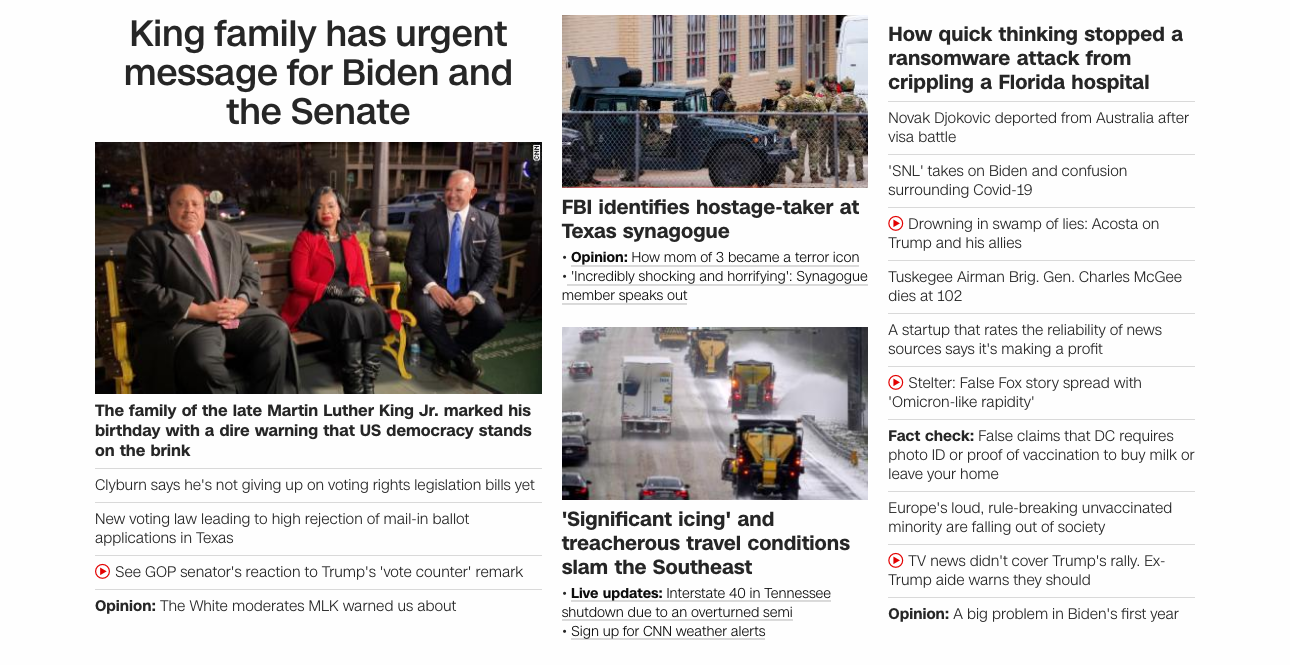 King family has urgent
message for Biden and
the Senate
CNN
The family of the late Martin Luther King Jr. marked his
birthday with a dire warning that US democracy stands
on the brink
Clyburn says he's not giving up on voting rights legislation bills yet
New voting law leading to high rejection of mail-in ballot
applications in Texas
See GOP senator's reaction to Trump's 'vote counter' remark
Opinion: The White moderates MLK warned us about
FBI identifies hostage-taker at
Texas synagogue
• Opinion: How mom of 3 became a terror icon
• 'Incredibly shocking and horrifying': Synagogue
member speaks out
'Significant icing' and
treacherous travel conditions
slam the Southeast
• Live updates: Interstate 40 in Tennessee
shutdown due to an overturned semi
• Sign up for CNN weather alerts
How quick thinking stopped a
ransomware attack from
crippling a Florida hospital
Novak Djokovic deported from Australia after
visa battle
'SNL' takes on Biden and confusion
surrounding Covid-19
Drowning in swamp of lies: Acosta on
Trump and his allies
Tuskegee Airman Brig. Gen. Charles McGee
dies at 102
A startup that rates the reliability of news
sources says it's making a profit
Stelter: False Fox story spread with
'Omicron-like rapidity'
Fact check: False claims that DC requires
photo ID or proof of vaccination to buy milk or
leave your home
Europe's loud, rule-breaking unvaccinated
minority are falling out of society
TV news didn't cover Trump's rally. Ex-
Trump aide warns they should
Opinion: A big problem in Biden's first year